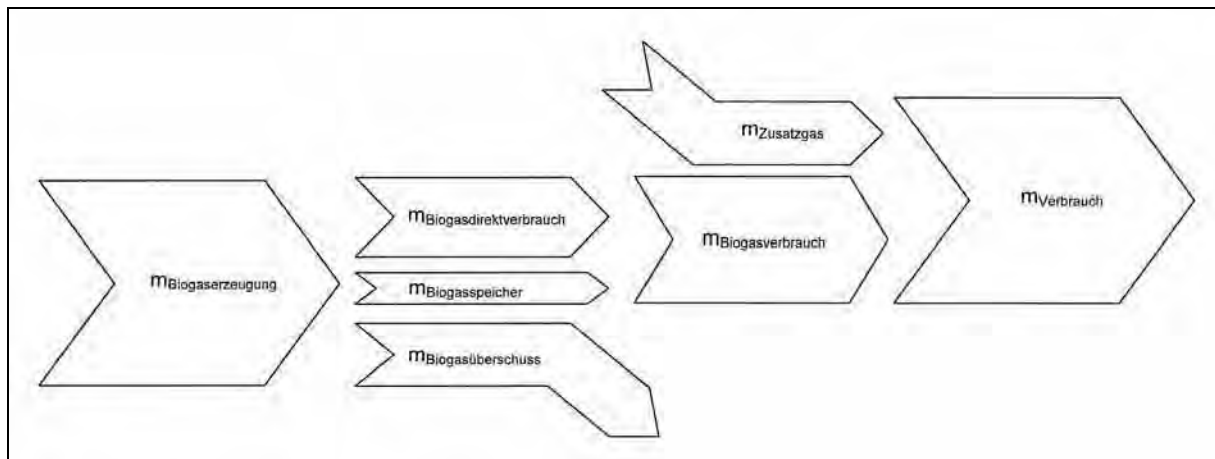 mBiogaserzeugung
mBiogasdirektverbrauch
mBiogasspeicher
mBiogasüberschuss
mZusatzgas
mBiogasverbrauch
mVerbrauch